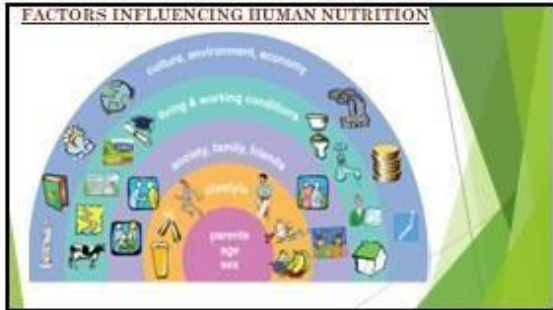 FACTORS INFLUENCING HUMAN NUTRITION
culture, environment, economy
living & working conditions
society, family, friends
lifestyle
parents
age
sex